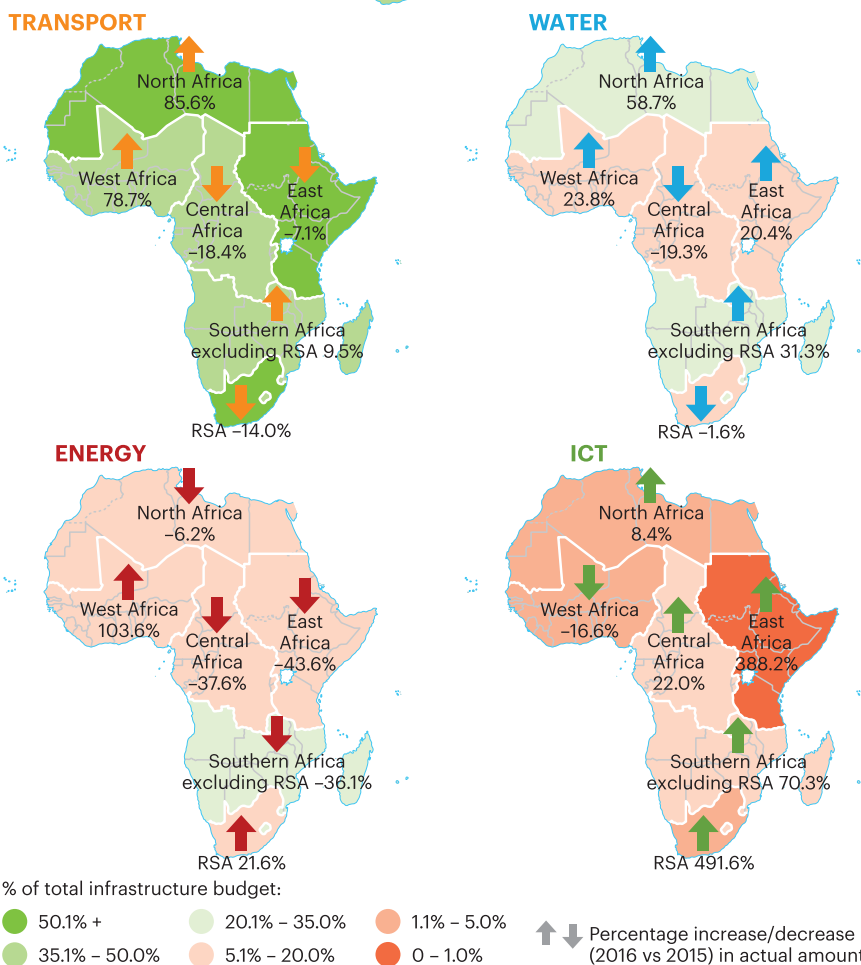 TRANSPORT
North Africa
85.6%
West Africa
78.7%
Central
Africa
–18.4%
East
Africa
–7.1%
Southern Africa
excluding RSA 9.5%
RSA –14.0%
WATER
North Africa
58.7%
West Africa
23.8%
Central
Africa
–19.3%
East
Africa
20.4%
Southern Africa
excluding RSA 31.3%
RSA –1.6%
ENERGY
North Africa
–6.2%
West Africa
103.6%
Central
Africa
–37.6%
East
Africa
–43.6%
Southern Africa
excluding RSA –36.1%
RSA 21.6%
ICT
North Africa
8.4%
West Africa
–16.6%
Central
Africa
22.0%
East
Africa
388.2%
Southern Africa
excluding RSA 70.3%
RSA 491.6%
% of total infrastructure budget:
50.1% +
35.1% – 50.0%
20.1% – 35.0%
5.1% – 20.0%
1.1% – 5.0%
0 – 1.0%
Percentage increase/decrease
(2016 vs 2015) in actual amount